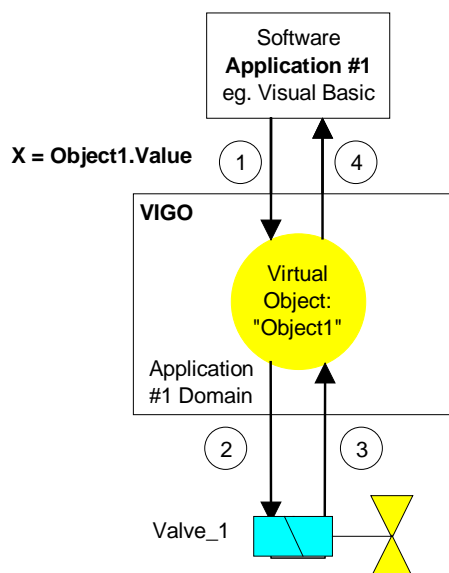 Software
Application #1
eg. Visual Basic
X = Object1.Value
1
4
VIGO
Virtual
Object:
"Object1"
Application
#1 Domain
2
3
Valve_1